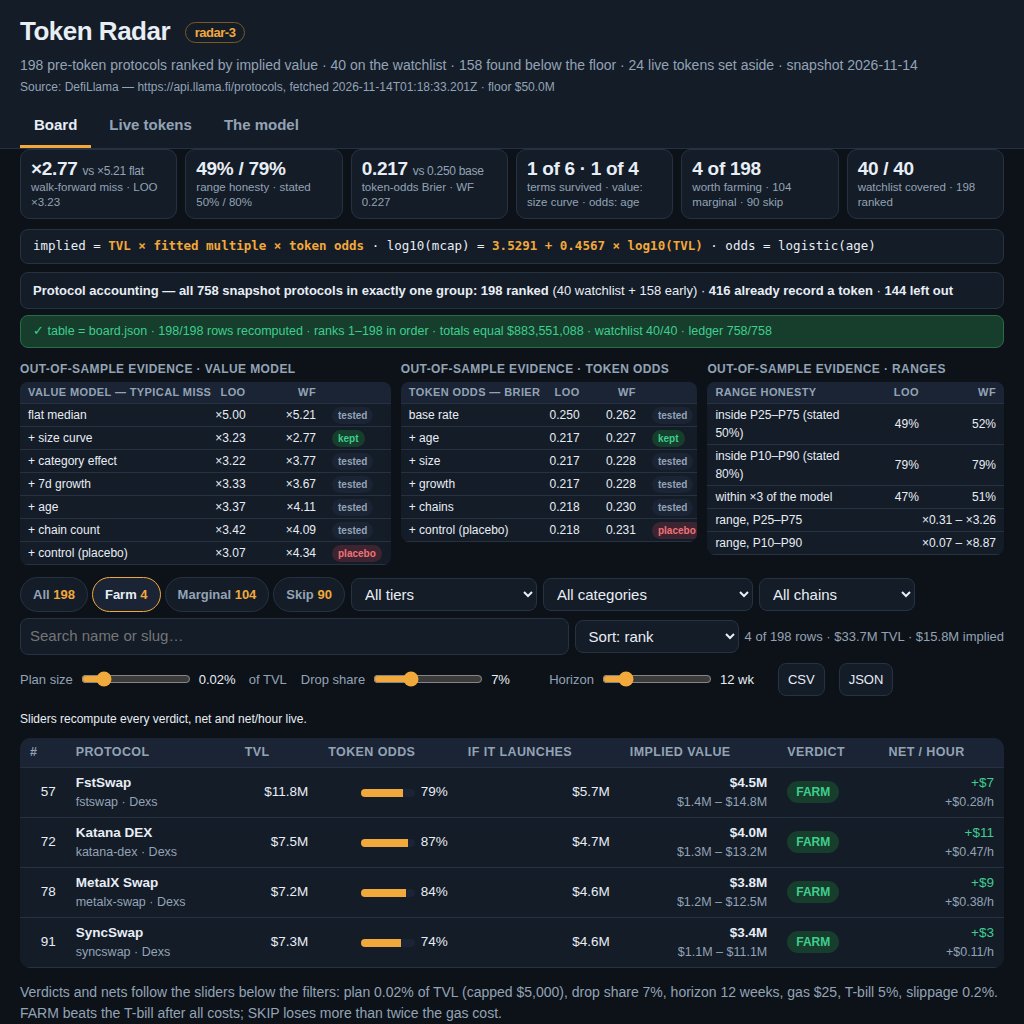 Token Radar radar-3
198 pre-token protocols ranked by implied value · 40 on the watchlist · 158 found below the floor · 24 live tokens set aside · snapshot 2026-11-14
Source: DefiLlama — https://api.llama.fi/protocols, fetched 2026-11-14T01:18:33.201Z · floor $50.0M
Board Live tokens The model
×2.77 vs ×5.21 flat
walk-forward miss · LOO
×3.23
49% / 79%
range honesty · stated
50% / 80%
0.217 vs 0.250 base
token-odds Brier · WF
0.227
1 of 6 · 1 of 4
terms survived · value:
size curve · odds: age
4 of 198
worth farming · 104
marginal · 90 skip
40 / 40
watchlist covered · 198
ranked
implied = TVL × fitted multiple × token odds · log10(mcap) = 3.5291 + 0.4567 × log10(TVL) · odds = logistic(age)
Protocol accounting — all 758 snapshot protocols in exactly one group: 198 ranked (40 watchlist + 158 early) · 416 already record a token · 144 left out
✓ table = board.json · 198/198 rows recomputed · ranks 1–198 in order · totals equal $883,551,088 · watchlist 40/40 · ledger 758/758
OUT-OF-SAMPLE EVIDENCE · VALUE MODEL
VALUE MODEL — TYPICAL MISS LOO WF
flat median ×5.00 ×5.21 tested
+ size curve ×3.23 ×2.77 kept
+ category effect ×3.22 ×3.77 tested
+ 7d growth ×3.33 ×3.67 tested
+ age ×3.37 ×4.11 tested
+ chain count ×3.42 ×4.09 tested
+ control (placebo) ×3.07 ×4.34 placebo
OUT-OF-SAMPLE EVIDENCE · TOKEN ODDS
TOKEN ODDS — BRIER LOO WF
base rate 0.250 0.262 tested
+ age 0.217 0.227 kept
+ size 0.217 0.228 tested
+ growth 0.217 0.228 tested
+ chains 0.218 0.230 tested
+ control (placebo) 0.218 0.231 placebo
OUT-OF-SAMPLE EVIDENCE · RANGES
RANGE HONESTY LOO WF
inside P25–P75 (stated
50%) 49% 52%
inside P10–P90 (stated
80%) 79% 79%
within ×3 of the model 47% 51%
range, P25–P75 ×0.31 – ×3.26
range, P10–P90 ×0.07 – ×8.87
All 198 Farm 4 Marginal 104 Skip 90 All tiers All categories All chains
Search name or slug… Sort: rank 4 of 198 rows · $33.7M TVL · $15.8M implied
Plan size 0.02% of TVL Drop share 7% Horizon 12 wk CSV JSON
Sliders recompute every verdict, net and net/hour live.
# PROTOCOL TVL TOKEN ODDS IF IT LAUNCHES IMPLIED VALUE VERDICT NET / HOUR
57 FstSwap $11.8M 79% $5.7M $4.5M FARM +$7
fstswap · Dexs $1.4M – $14.8M +$0.28/h
72 Katana DEX $7.5M 87% $4.7M $4.0M FARM +$11
katana-dex · Dexs $1.3M – $13.2M +$0.47/h
78 MetalX Swap $7.2M 84% $4.6M $3.8M FARM +$9
metalx-swap · Dexs $1.2M – $12.5M +$0.38/h
91 SyncSwap $7.3M 74% $4.6M $3.4M FARM +$3
syncswap · Dexs $1.1M – $11.1M +$0.11/h
Verdicts and nets follow the sliders below the filters: plan 0.02% of TVL (capped $5,000), drop share 7%, horizon 12 weeks, gas $25, T-bill 5%, slippage 0.2%.
FARM beats the T-bill after all costs; SKIP loses more than twice the gas cost.